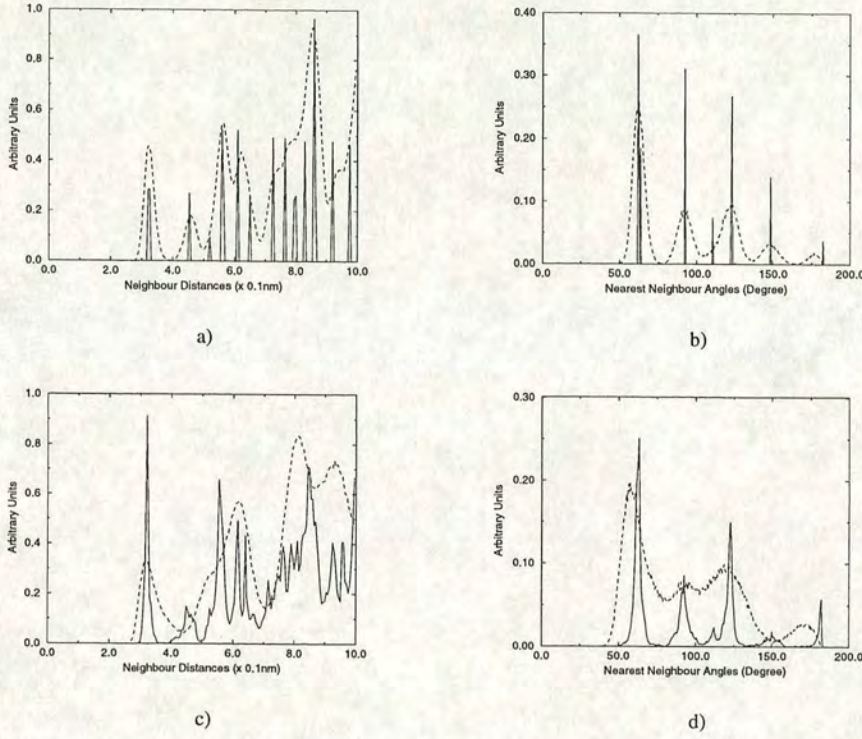 1.0
0.8
0.6
0.4
0.2
0.0
Arbitrary Units
0.0 2.0 4.0 6.0 8.0 10.0
Neighbour Distances (x 0.1nm)
a)
0.40
0.30
0.20
0.10
0.00
Arbitrary Units
0.0 50.0 100.0 150.0 200.0
Nearest Neighbour Angles (Degree)
b)
1.0
0.8
0.6
0.4
0.2
0.0
Arbitrary Units
0.0 2.0 4.0 6.0 8.0 10.0
Neighbour Distances (x 0.1nm)
c)
0.30
0.20
0.10
0.00
Arbitrary Units
0.0 50.0 100.0 150.0 200.0
Nearest Neighbour Angles (Degree)
d)